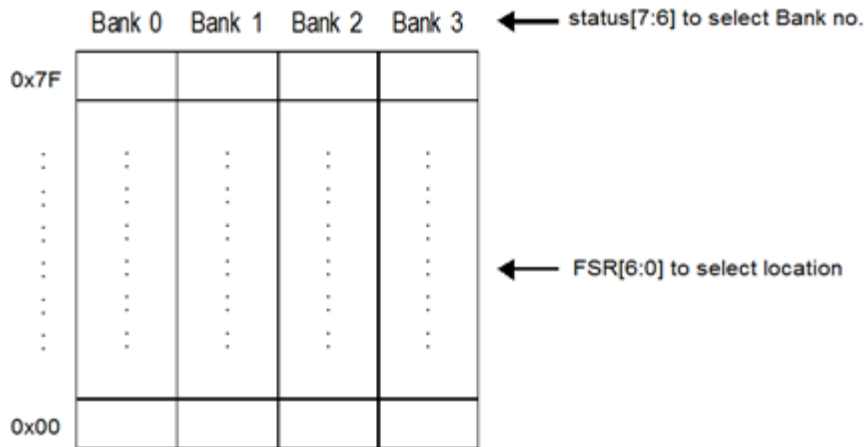 Bank 0 Bank 1 Bank 2 Bank 3 status[7:6] to select Bank no.
0x7F
FSR[6:0] to select location
0x00